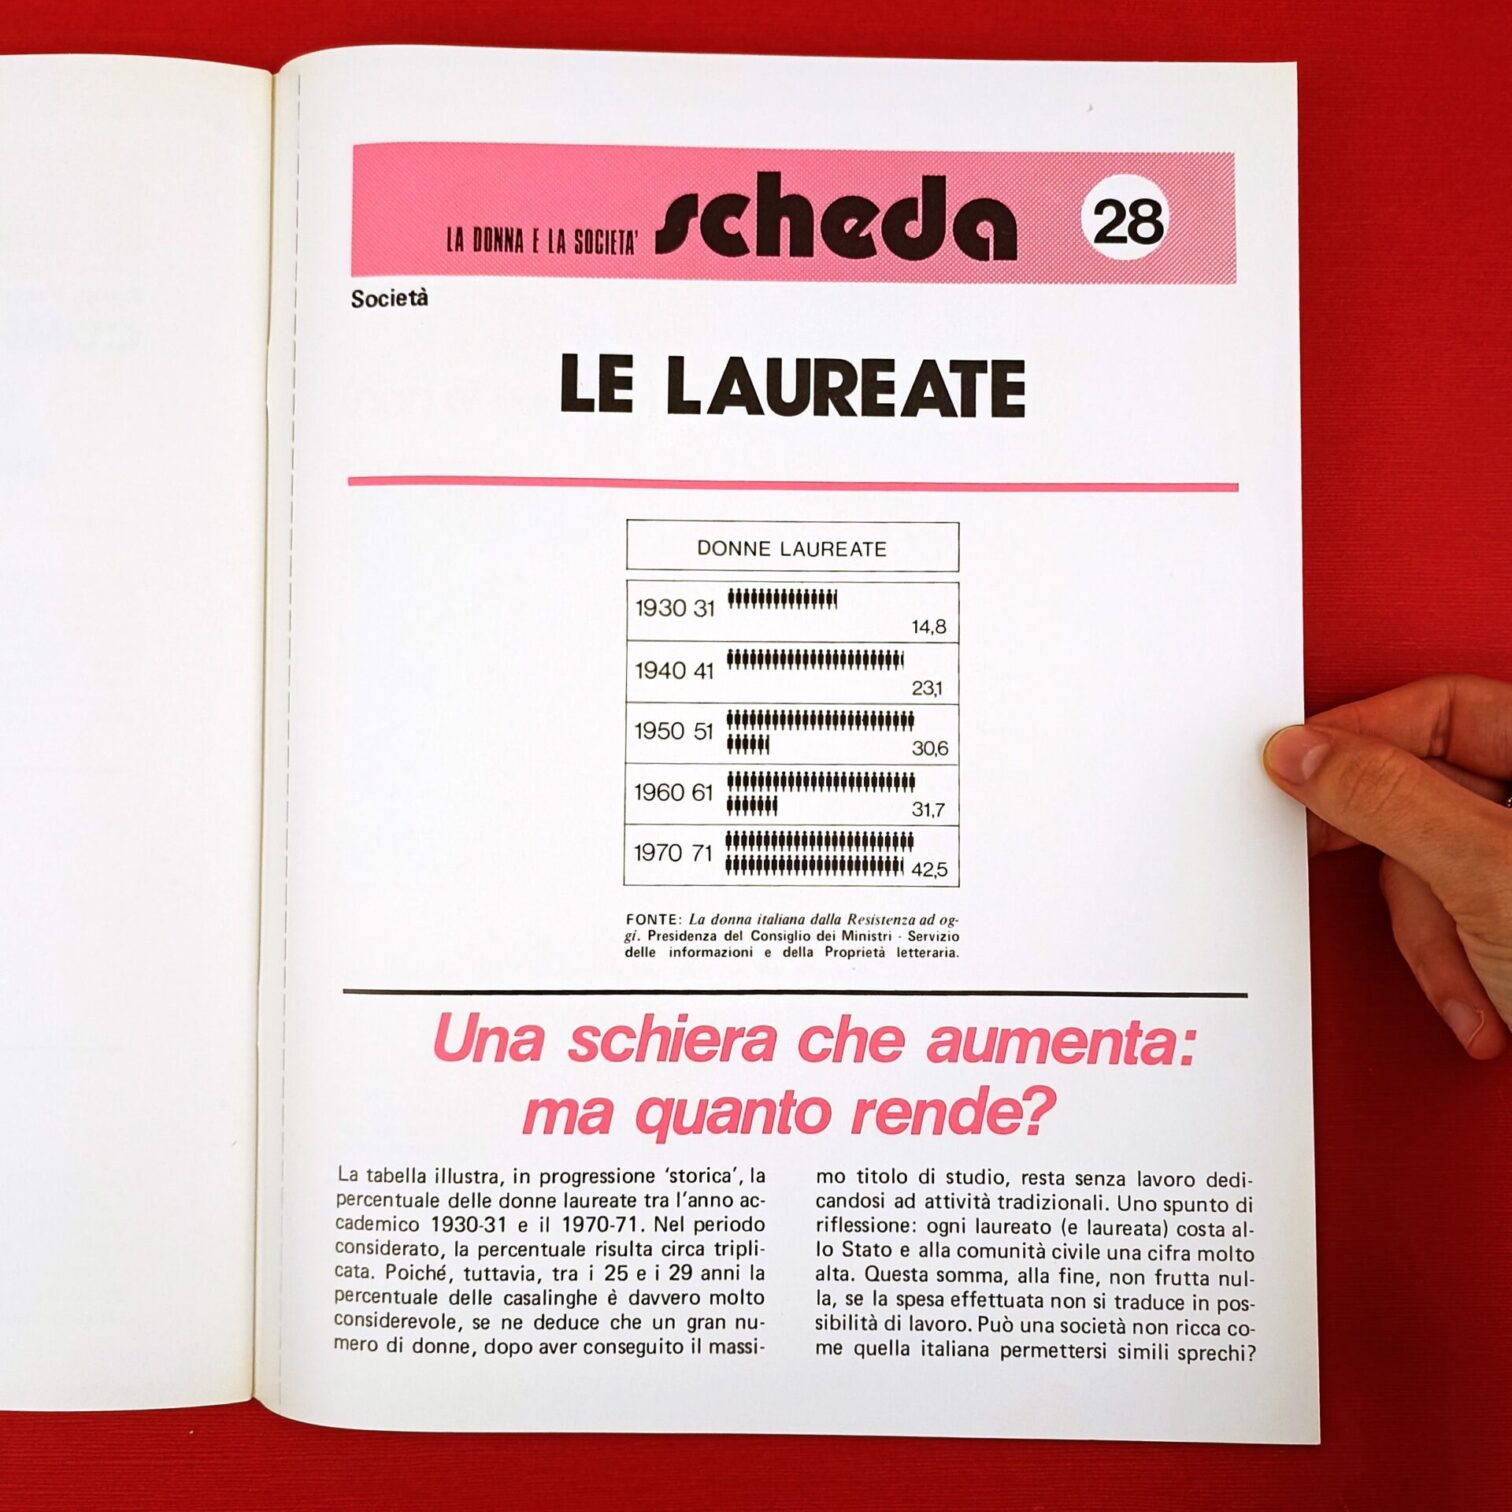 LA DONNA E LA SOCIETA' scheda 28
Società
LE LAUREATE
DONNE LAUREATE
1930 31 14,8
1940 41 23,1
1950 51 30,6
1960 61 31,7
1970 71 42,5
FONTE: La donna italiana dalla Resistenza ad og-
gi. Presidenza del Consiglio dei Ministri - Servizio
delle informazioni e della Proprietà letteraria.
Una schiera che aumenta:
ma quanto rende?
La tabella illustra, in progressione ‘storica’, la
percentuale delle donne laureate tra l’anno ac-
cademico 1930-31 e il 1970-71. Nel periodo
considerato, la percentuale risulta circa tripli-
cata. Poiché, tuttavia, tra i 25 e i 29 anni la
percentuale delle casalinghe è davvero molto
considerevole, se ne deduce che un gran nu-
mero di donne, dopo aver conseguito il massi-
mo titolo di studio, resta senza lavoro dedi-
candosi ad attività tradizionali. Uno spunto di
riflessione: ogni laureato (e laureata) costa al-
lo Stato e alla comunità civile una cifra molto
alta. Questa somma, alla fine, non frutta nul-
la, se la spesa effettuata non si traduce in pos-
sibilità di lavoro. Può una società non ricca co-
me quella italiana permettersi simili sprechi?